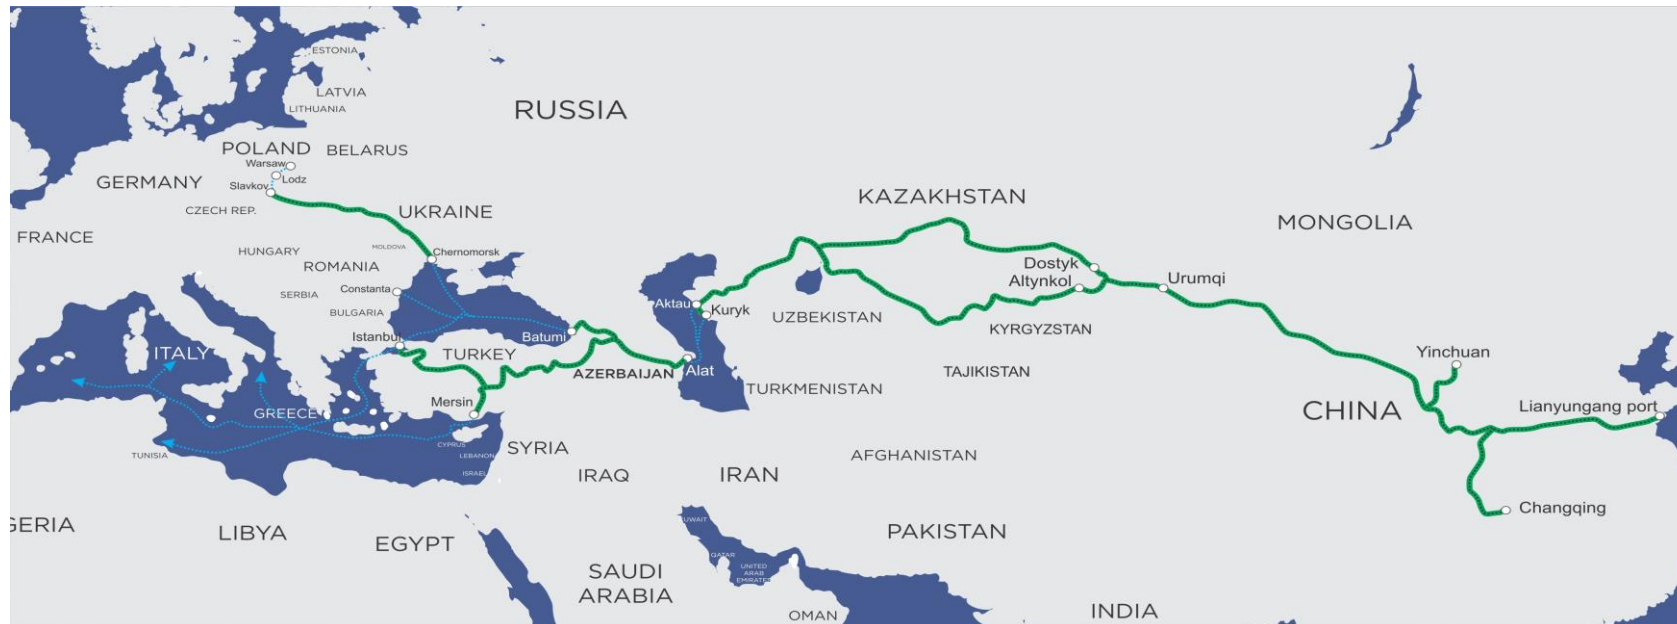 ESTONIA
LATVIA
LITHUANIA
RUSSIA
POLAND
BELARUS
Warsaw
Lodz
GERMANY
Slavkov
KAZAKHSTAN
CZECH REP.
UKRAINE
MONGOLIA
FRANCE
HUNGARY
MOLDOVA
Chernomorsk
ROMANIA
Dostyk
Altynkol
Urumqi
Constanta
SERBIA
Aktau
Kuryk
BULGARIA
UZBEKISTAN
KYRGYZSTAN
Istanbul
Batumi
ITALY
TURKEY
Yinchuan
AZERBAIJAN
Alat
TAJIKISTAN
TURKMENISTAN
Mersin
GREECE
CHINA
Lianyungang port
CYPRUS
SYRIA
TUNISIA
LEBANON
AFGHANISTAN
ISRAEL
IRAQ
IRAN
Changqing
KUWAIT
GERIA
LIBYA
EGYPT
PAKISTAN
QATAR
UNITED
ARAB
EMIRATES
SAUDI
ARABIA
OMAN
INDIA